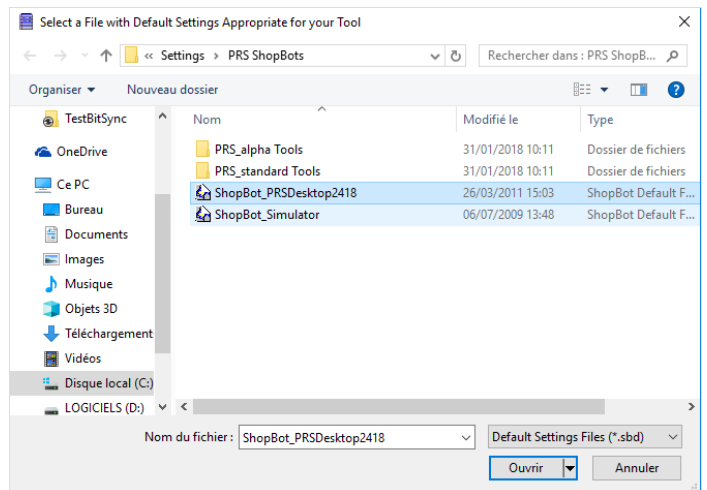 Select a File with Default Settings Appropriate for your Tool
« Settings › PRS ShopBots
Rechercher dans : PRS ShopB...
Organiser Nouveau dossier
Nom Modifié le Type
PRS_alpha Tools 31/01/2018 10:11 Dossier de fichiers
PRS_standard Tools 31/01/2018 10:11 Dossier de fichiers
ShopBot_PRSDesktop2418 26/03/2011 15:03 ShopBot Default F...
ShopBot_Simulator 06/07/2009 13:48 ShopBot Default F...
TestBitSync
OneDrive
Ce PC
Bureau
Documents
Images
Musique
Objets 3D
Téléchargement
Vidéos
Disque local (C:)
LOGICIELS (D:)
Nom du fichier : ShopBot_PRSDesktop2418 Default Settings Files (*.sbd)
Ouvrir Annuler